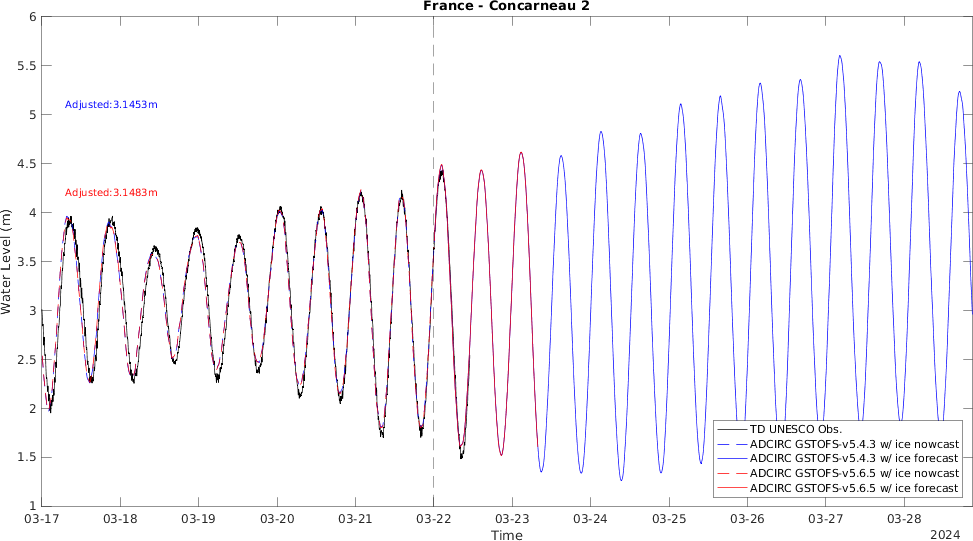 France - Concarneau 2
6
5.5
5
4.5
4
3.5
3
2.5
2
1.5
1
Water Level (m)
Adjusted:3.1453m
Adjusted:3.1483m
TD UNESCO Obs.
ADCIRC GSTOFS-v5.4.3 w/ ice nowcast
ADCIRC GSTOFS-v5.4.3 w/ ice forecast
ADCIRC GSTOFS-v5.6.5 w/ ice nowcast
ADCIRC GSTOFS-v5.6.5 w/ ice forecast
03-17 03-18 03-19 03-20 03-21 03-22 03-23 03-24 03-25 03-26 03-27 03-28
Time
2024